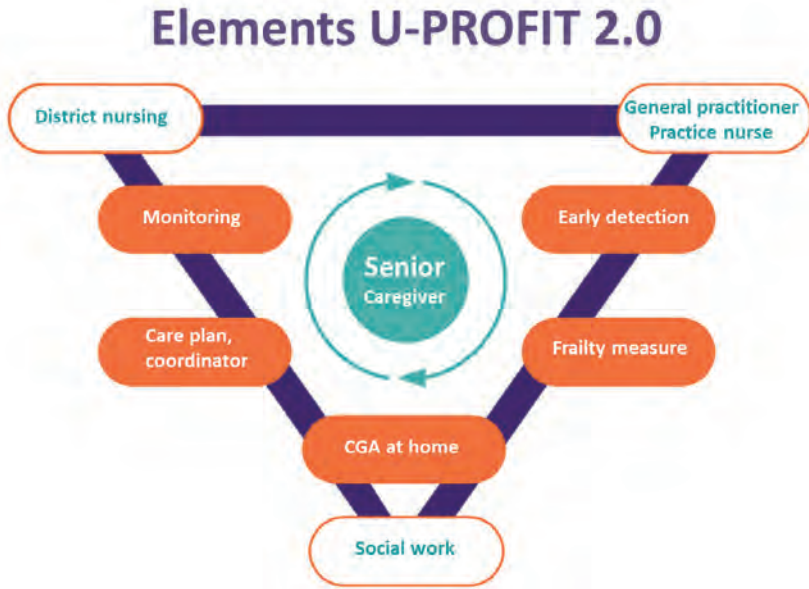 Elements U-PROFIT 2.0
District nursing
General practitioner
Practice nurse
Monitoring
Early detection
Senior
Caregiver
Care plan,
coordinator
Frailty measure
CGA at home
Social work